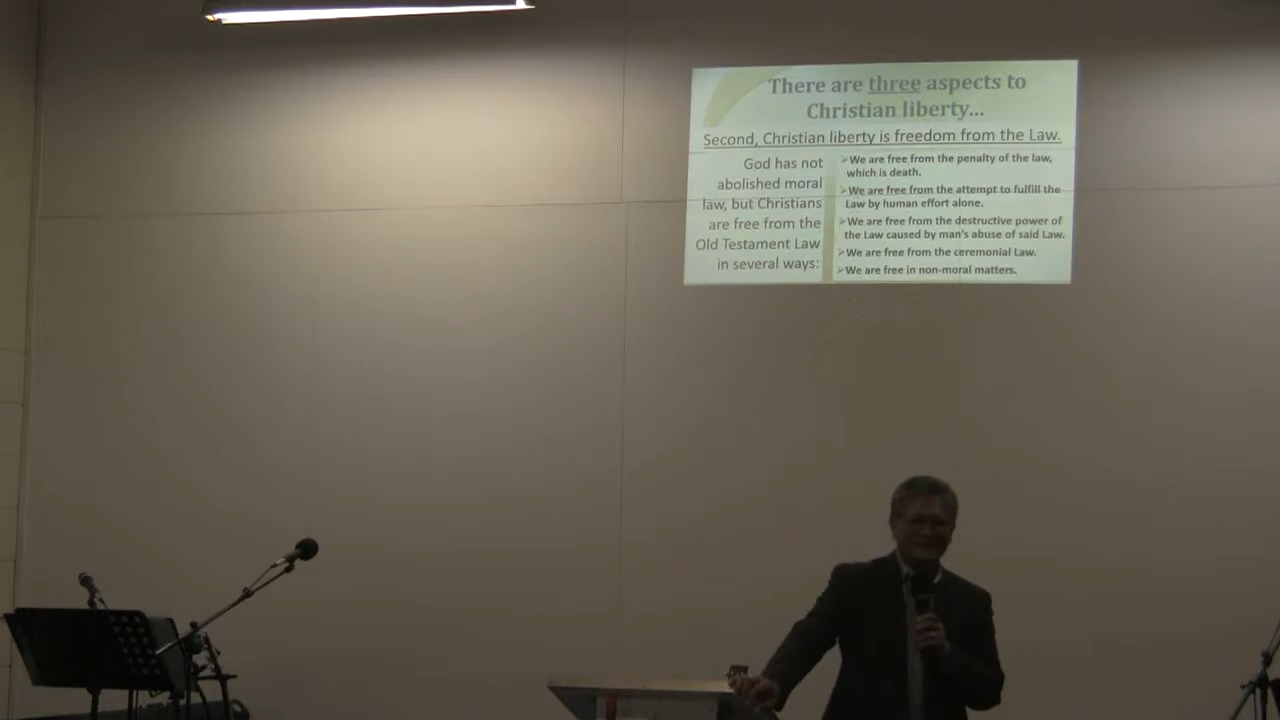 There are three aspects to
Christian liberty...
Second, Christian liberty is freedom from the Law.
God has not
abolished moral
law, but Christians
are free from the
Old Testament Law
in several ways:
➢We are free from the penalty of the law,
which is death.
➢We are free from the attempt to fulfill the
Law by human effort alone.
➢We are free from the destructive power of
the Law caused by man's abuse of said Law.
➢We are free from the ceremonial Law.
➢We are free in non-moral matters.